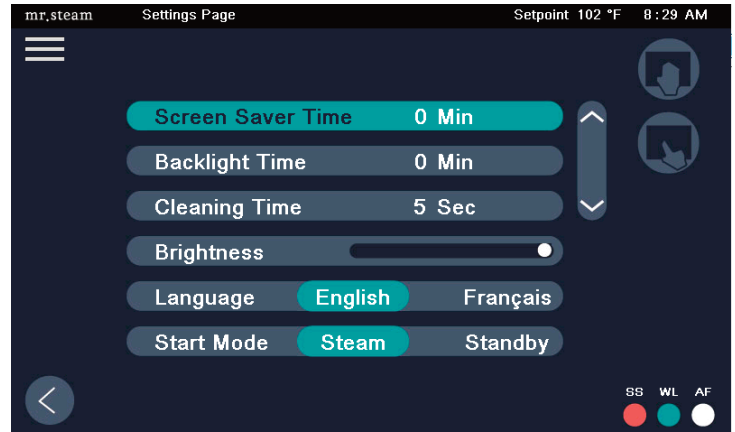 mr.steam Settings Page Setpoint 102 °F 8:29 AM
Screen Saver Time 0 Min
Backlight Time 0 Min
Cleaning Time 5 Sec
Brightness
Language English Français
Start Mode Steam Standby
SS WL AF